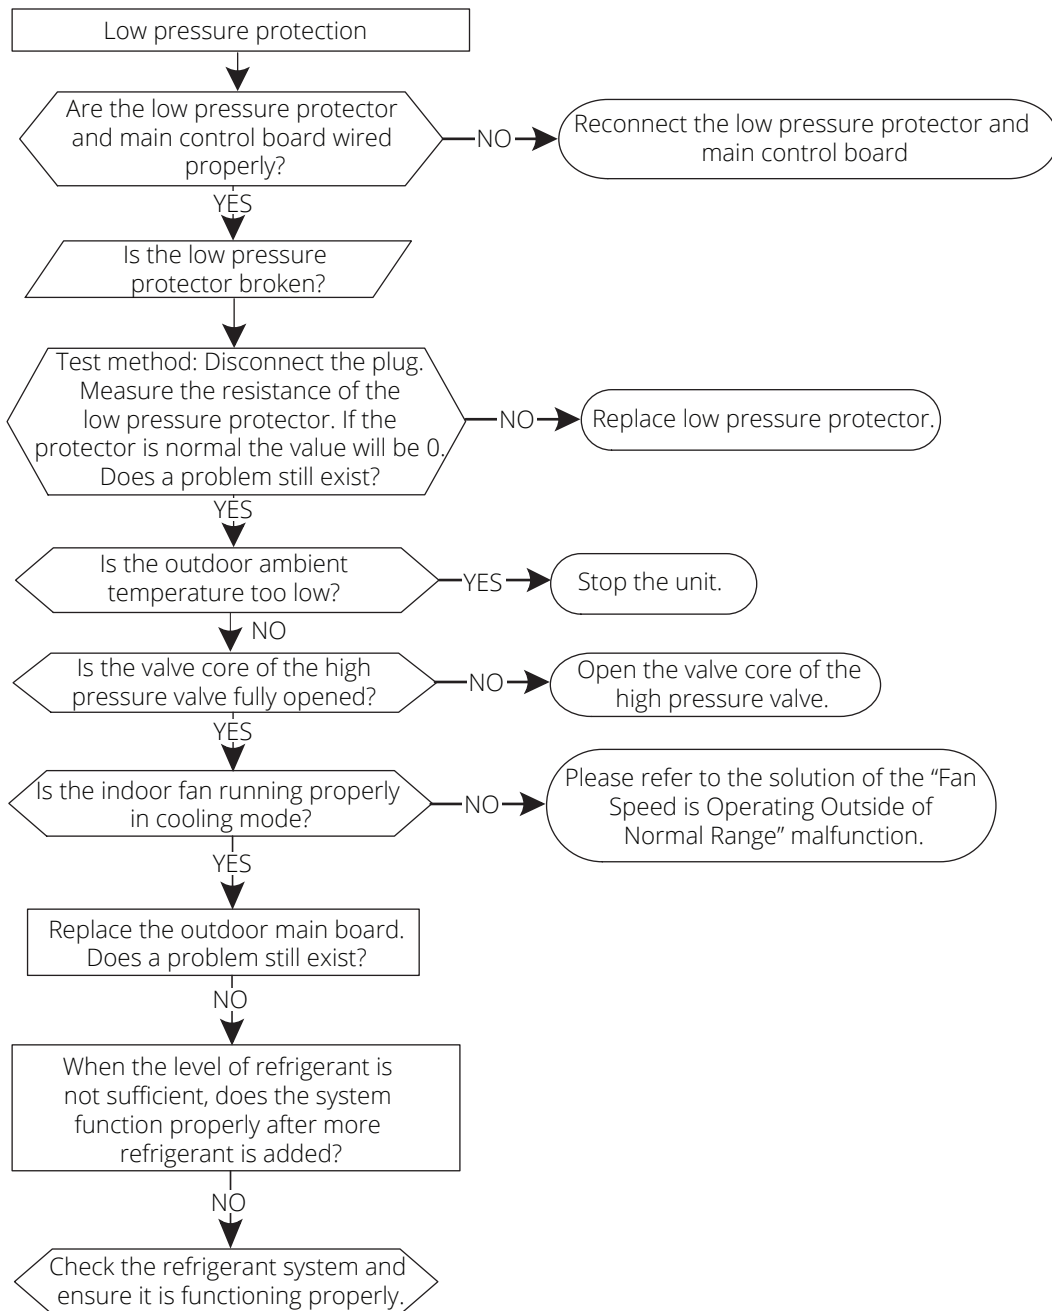 Low pressure protection
Are the low pressure protector
and main control board wired
properly?
NO
Reconnect the low pressure protector and
main control board
YES
Is the low pressure
protector broken?
Test method: Disconnect the plug.
Measure the resistance of the
low pressure protector. If the
protector is normal the value will be 0.
Does a problem still exist?
NO
Replace low pressure protector.
YES
Is the outdoor ambient
temperature too low?
YES
Stop the unit.
NO
Is the valve core of the high
pressure valve fully opened?
NO
Open the valve core of the
high pressure valve.
YES
Is the indoor fan running properly
in cooling mode?
NO
Please refer to the solution of the “Fan
Speed is Operating Outside of
Normal Range” malfunction.
YES
Replace the outdoor main board.
Does a problem still exist?
NO
When the level of refrigerant is
not sufficient, does the system
function properly after more
refrigerant is added?
NO
Check the refrigerant system and
ensure it is functioning properly.